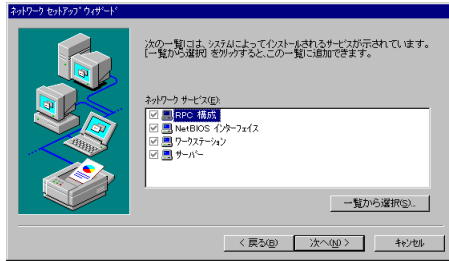 ネットワーク セットアップ ウィザード
次の一覧には、システムによってインストールされるサービスが示されています。
[一覧から選択] をクリックすると、この一覧に追加できます。
ネットワーク サービス(E):
RPC 構成
NetBIOS インターフェイス
ワークステーション
サーバー
一覧から選択(S)...
< 戻る(B)
次へ(N) >
キャンセル